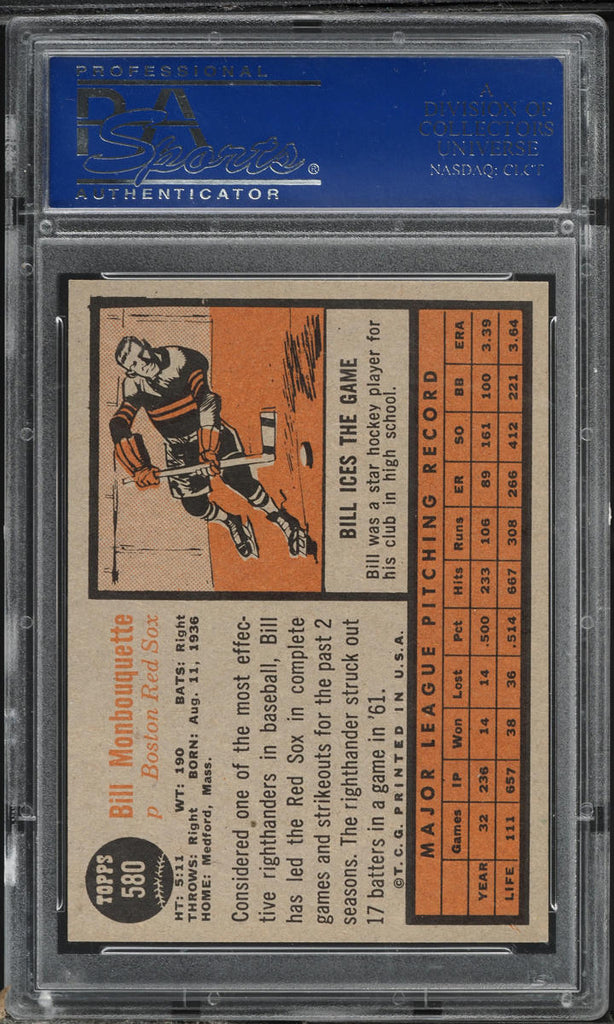 PROFESSIONAL
PSA
Sports®
AUTHENTICATOR
A
DIVISION OF
COLLECTORS
UNIVERSE
NASDAQ: CLCT
TOPPS
580
Bill Monbouquette
p Boston Red Sox
HT: 5:11 WT: 190 BATS: Right
THROWS: Right BORN: Aug. 11, 1936
HOME: Medford, Mass.
Considered one of the most effec-
tive righthanders in baseball, Bill
has led the Red Sox in complete
games and strikeouts for the past 2
seasons. The righthander struck out
17 batters in a game in '61.
©T.C.G. PRINTED IN U.S.A.
BILL ICES THE GAME
Bill was a star hockey player for
his club in high school.
MAJOR LEAGUE PITCHING RECORD
Games IP Won Lost Pct Hits Runs ER SO BB ERA
YEAR 32 236 14 14 .500 233 106 89 161 100 3.39
LIFE 111 657 38 36 .514 667 308 266 412 221 3.64